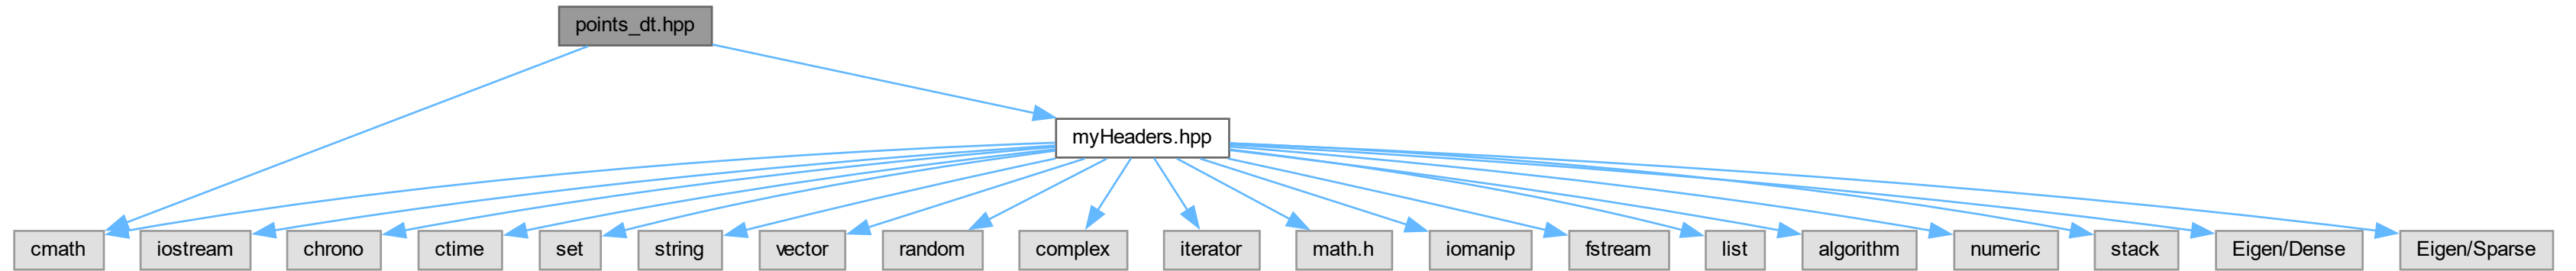 points_dt.hpp
myHeaders.hpp
cmath
iostream
chrono
ctime
set
string
vector
random
complex
iterator
math.h
iomanip
fstream
list
algorithm
numeric
stack
Eigen/Dense
Eigen/Sparse